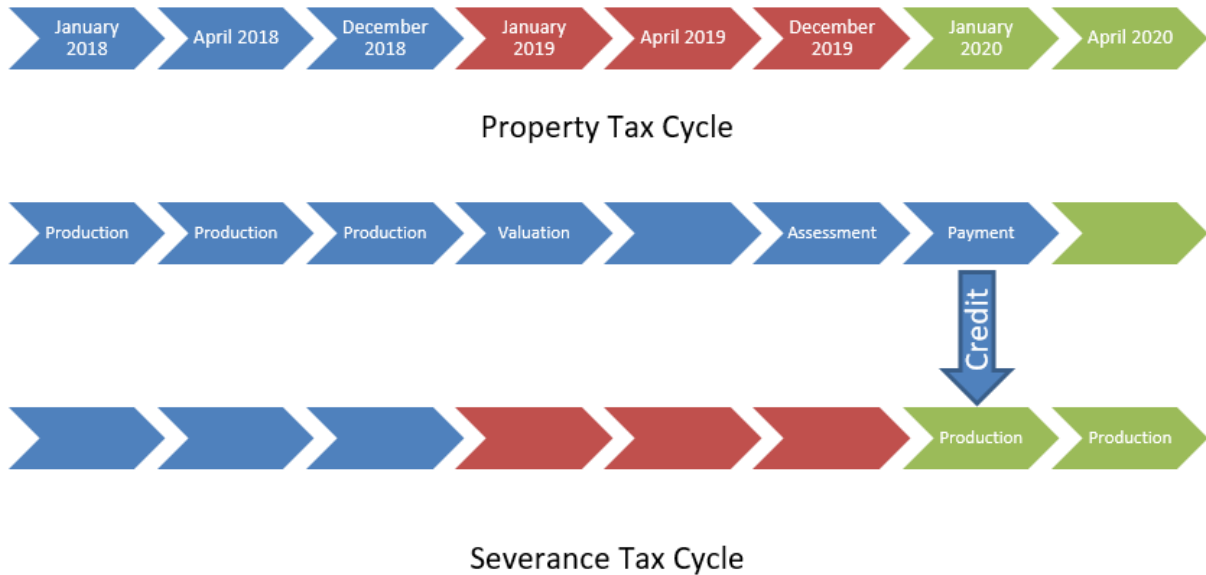 January
2018
April 2018
December
2018
January
2019
April 2019
December
2019
January
2020
April 2020
Property Tax Cycle
Production
Production
Production
Valuation
Assessment
Payment
Credit
Production
Production
Severance Tax Cycle